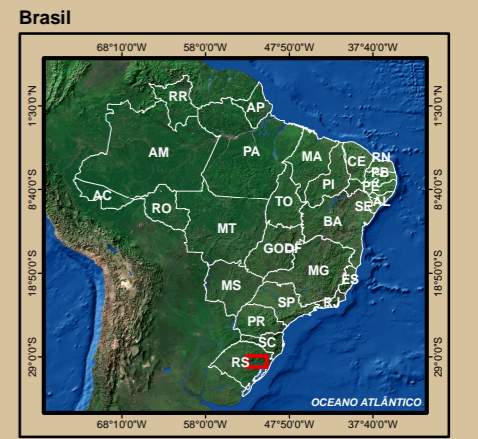 Brasil
68°10'0"W 58°0'0"W 47°50'0"W 37°40'0"W
1°30'0"N
8°40'0"S
18°50'0"S
29°0'0"S
1°30'0"N
8°40'0"S
18°50'0"S
29°0'0"S
RR
AP
AM
PA
MA
CE
RN
PB
PE
PI
AC
TO
AL
SE
RO
BA
MT
GO
DF
MG
ES
MS
SP
RJ
PR
SC
RS
OCEANO ATLÂNTICO
68°10'0"W 58°0'0"W 47°50'0"W 37°40'0"W